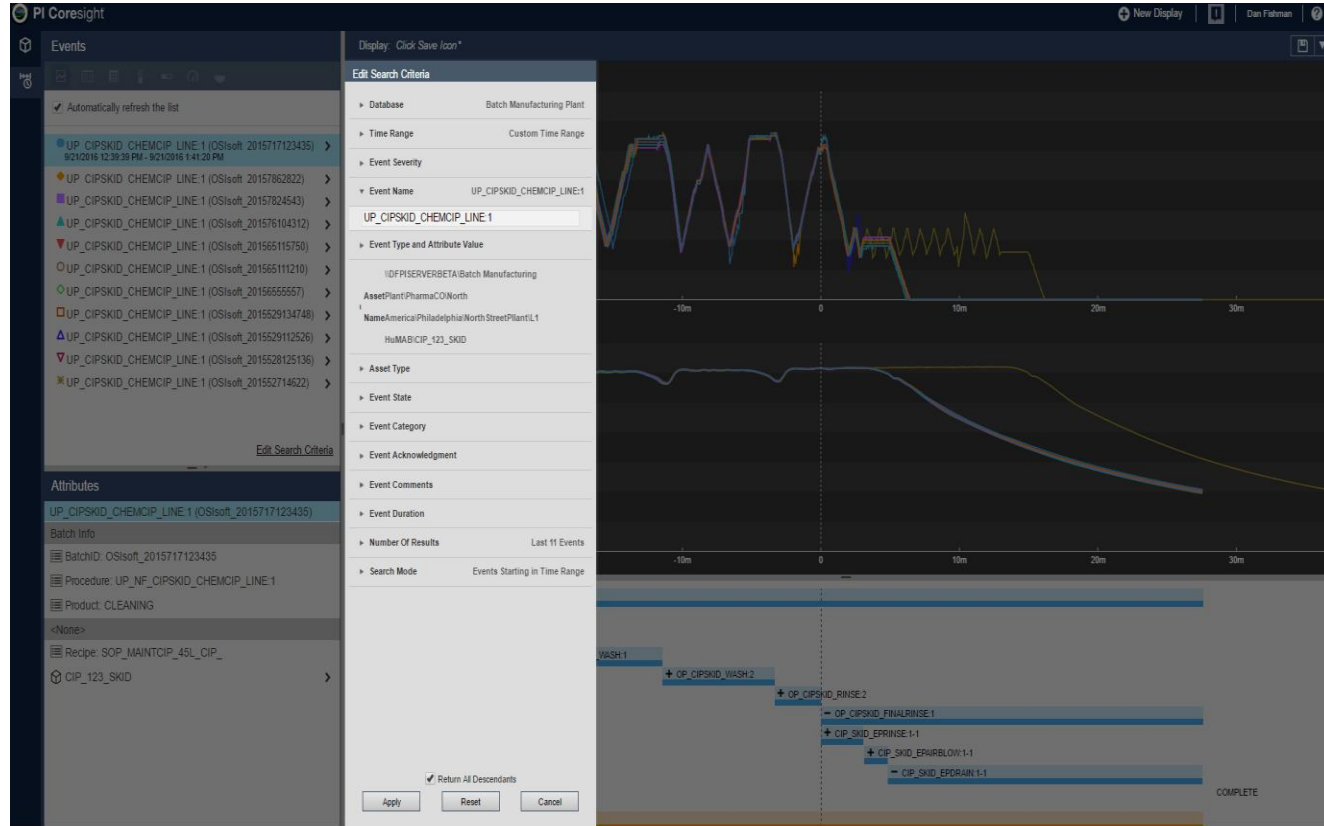 PI Coresight
New Display
!
Dan Fishman
?
Events
Display: Click Save Icon*
Automatically refresh the list
UP_CIPSKID_CHEMCIP_LINE:1 (OSIsoft_2015717123435)
9/21/2016 12:39:39 PM - 9/21/2016 1:41:20 PM
UP_CIPSKID_CHEMCIP_LINE:1 (OSIsoft_20157862822)
UP_CIPSKID_CHEMCIP_LINE:1 (OSIsoft_20157824543)
UP_CIPSKID_CHEMCIP_LINE:1 (OSIsoft_201576104312)
UP_CIPSKID_CHEMCIP_LINE:1 (OSIsoft_201565115750)
UP_CIPSKID_CHEMCIP_LINE:1 (OSIsoft_201565111210)
UP_CIPSKID_CHEMCIP_LINE:1 (OSIsoft_20156555557)
UP_CIPSKID_CHEMCIP_LINE:1 (OSIsoft_2015529134748)
UP_CIPSKID_CHEMCIP_LINE:1 (OSIsoft_2015529112526)
UP_CIPSKID_CHEMCIP_LINE:1 (OSIsoft_2015528125136)
UP_CIPSKID_CHEMCIP_LINE:1 (OSIsoft_201552714622)
Edit Search Criteria
Attributes
UP_CIPSKID_CHEMCIP_LINE:1 (OSIsoft_2015717123435)
Batch Info
BatchID: OSIsoft_2015717123435
Procedure: UP_NF_CIPSKID_CHEMCIP_LINE:1
Product: CLEANING
<None>
Recipe: SOP_MAINTCIP_45L_CIP_
CIP_123_SKID
Edit Search Criteria
Database Batch Manufacturing Plant
Time Range Custom Time Range
Event Severity
Event Name UP_CIPSKID_CHEMCIP_LINE:1
UP_CIPSKID_CHEMCIP_LINE:1
Event Type and Attribute Value
\\DFPISERVERBETA\Batch Manufacturing
AssetPlant\PharmaCO\North
NameAmerica\Philadelphia\NorthStreetPllant\L1
HuMAB\CIP_123_SKID
Asset Type
Event State
Event Category
Event Acknowledgment
Event Comments
Event Duration
Number Of Results Last 11 Events
Search Mode Events Starting in Time Range
Return All Descendants
Apply Reset Cancel
-10m 0 10m 20m 30m
-10m 0 10m 20m 30m
_WASH:1
OP_CIPSKID_WASH:2
OP_CIPSKID_RINSE:2
OP_CIPSKID_FINALRINSE:1
CIP_SKID_EPRINSE:1-1
CIP_SKID_EPAIRBLOW:1-1
CIP_SKID_EPDRAIN:1-1
COMPLETE